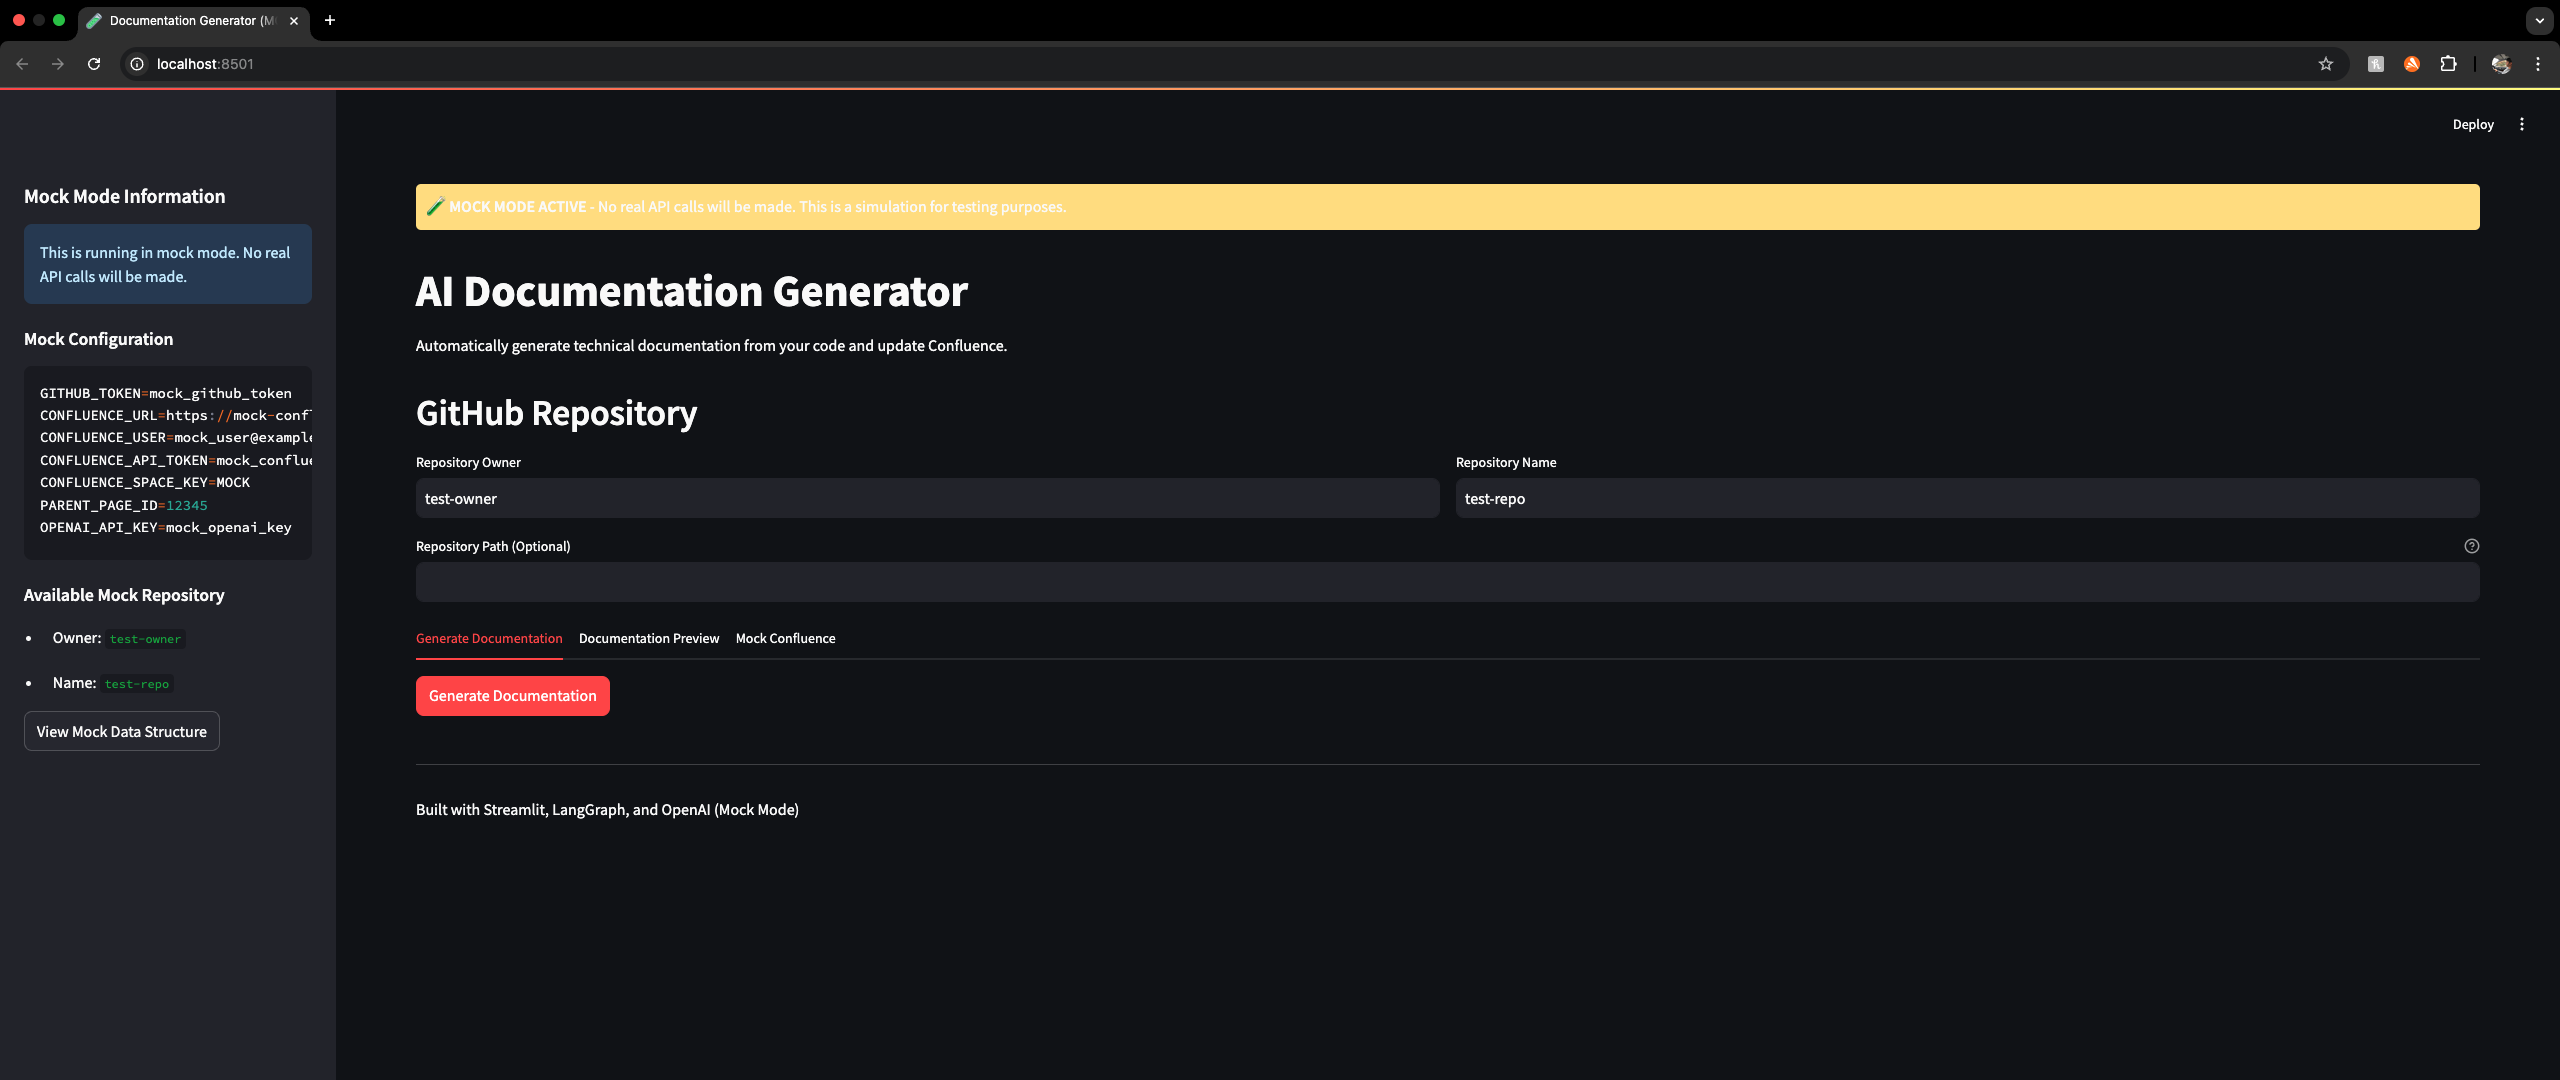 Documentation Generator (M
localhost:8501
Deploy
Mock Mode Information
This is running in mock mode. No real
API calls will be made.
Mock Configuration
GITHUB_TOKEN=mock_github_token
CONFLUENCE_URL=https://mock-conf
CONFLUENCE_USER=mock_user@example
CONFLUENCE_API_TOKEN=mock_conflue
CONFLUENCE_SPACE_KEY=MOCK
PARENT_PAGE_ID=12345
OPENAI_API_KEY=mock_openai_key
Available Mock Repository
Owner: test-owner
Name: test-repo
View Mock Data Structure
MOCK MODE ACTIVE - No real API calls will be made. This is a simulation for testing purposes.
AI Documentation Generator
Automatically generate technical documentation from your code and update Confluence.
GitHub Repository
Repository Owner
test-owner
Repository Name
test-repo
Repository Path (Optional)
Generate Documentation Documentation Preview Mock Confluence
Generate Documentation
Built with Streamlit, LangGraph, and OpenAI (Mock Mode)